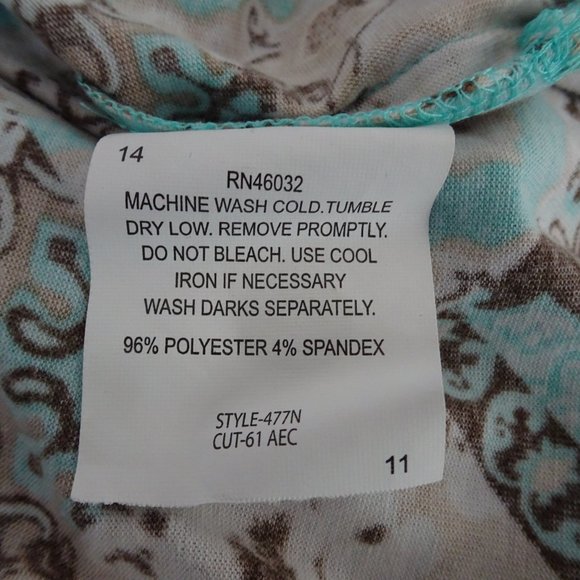 14
RN46032
MACHINE WASH COLD.TUMBLE
DRY LOW. REMOVE PROMPTLY.
DO NOT BLEACH. USE COOL
IRON IF NECESSARY
WASH DARKS SEPARATELY.
96% POLYESTER 4% SPANDEX
STYLE-477N
CUT-61 AEC
11